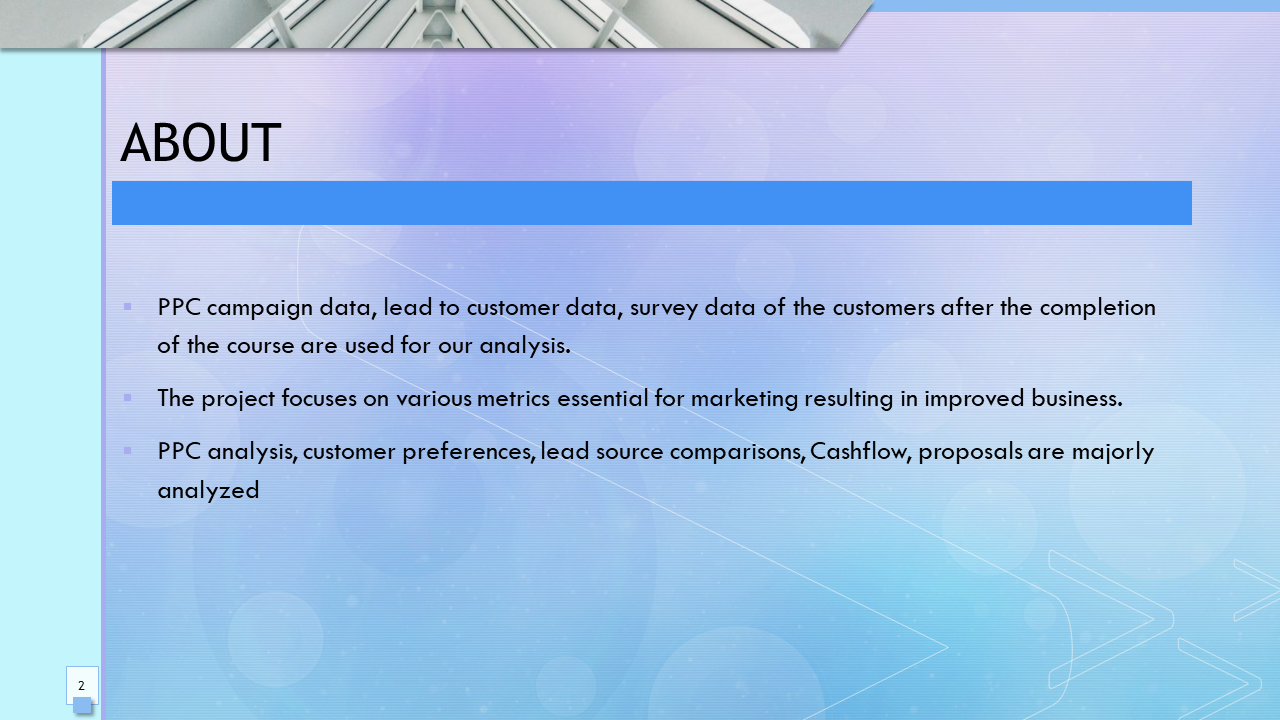 ABOUT
PPC campaign data, lead to customer data, survey data of the customers after the completion
of the course are used for our analysis.
The project focuses on various metrics essential for marketing resulting in improved business.
PPC analysis, customer preferences, lead source comparisons, Cashflow, proposals are majorly
analyzed
2